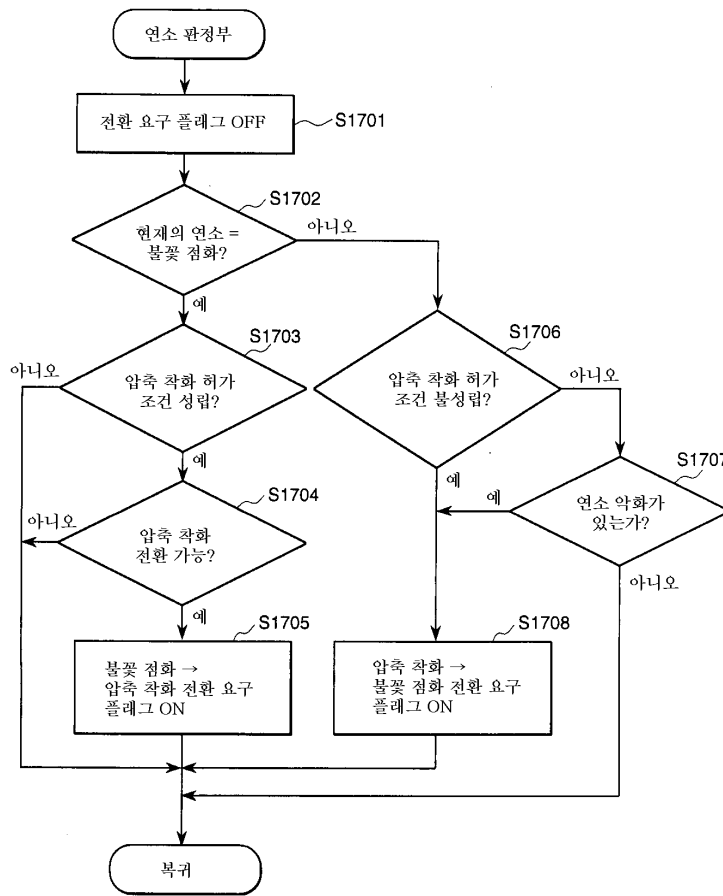 연소 판정부
전환 요구 플래그 OFF
S1701
S1702
현재의 연소 =
불꽃 점화?
아니오
예
S1703
압축 착화 허가
조건 성립?
아니오
예
S1706
압축 착화 허가
조건 불성립?
아니오
예
S1704
압축 착화
전환 가능?
아니오
예
S1707
연소 악화가
있는가?
예
아니오
S1705
불꽃 점화 →
압축 착화 전환 요구
플래그 ON
S1708
압축 착화 →
불꽃 점화 전환 요구
플래그 ON
복귀